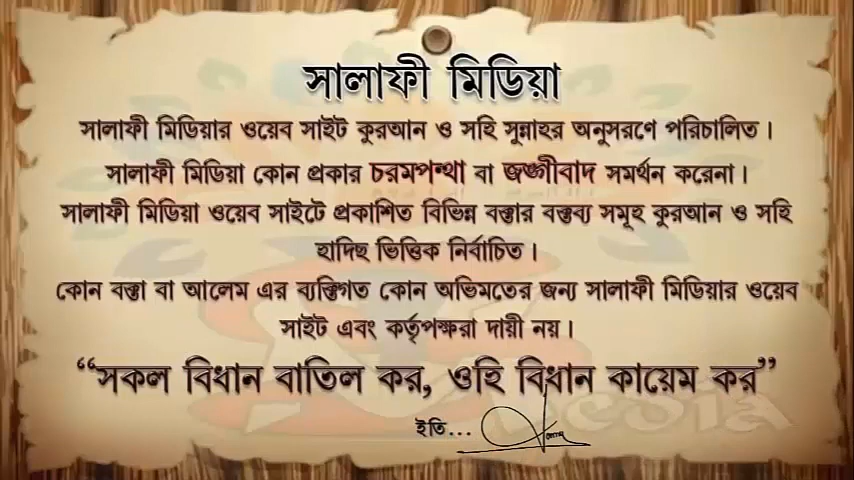 সালাফী মিডিয়া
সালাফী মিডিয়ার ওয়েব সাইট কুরআন ও সহি সুন্নাহর অনুসরণে পরিচালিত।
সালাফী মিডিয়া কোন প্রকার চরমপন্থা বা জঙ্গীবাদ সমর্থন করেনা।
সালাফী মিডিয়া ওয়েব সাইটে প্রকাশিত বিভিন্ন বক্তার বক্তব্য সমূহ কুরআন ও সহি
হাদিছ ভিত্তিক নির্বাচিত।
কোন বক্তা বা আলেম এর ব্যক্তিগত কোন অভিমতের জন্য সালাফী মিডিয়ার ওয়েব
সাইট এবং কর্তৃপক্ষরা দায়ী নয়।
“সকল বিধান বাতিল কর, ওহি বিধান কায়েম কর”
ইতি...